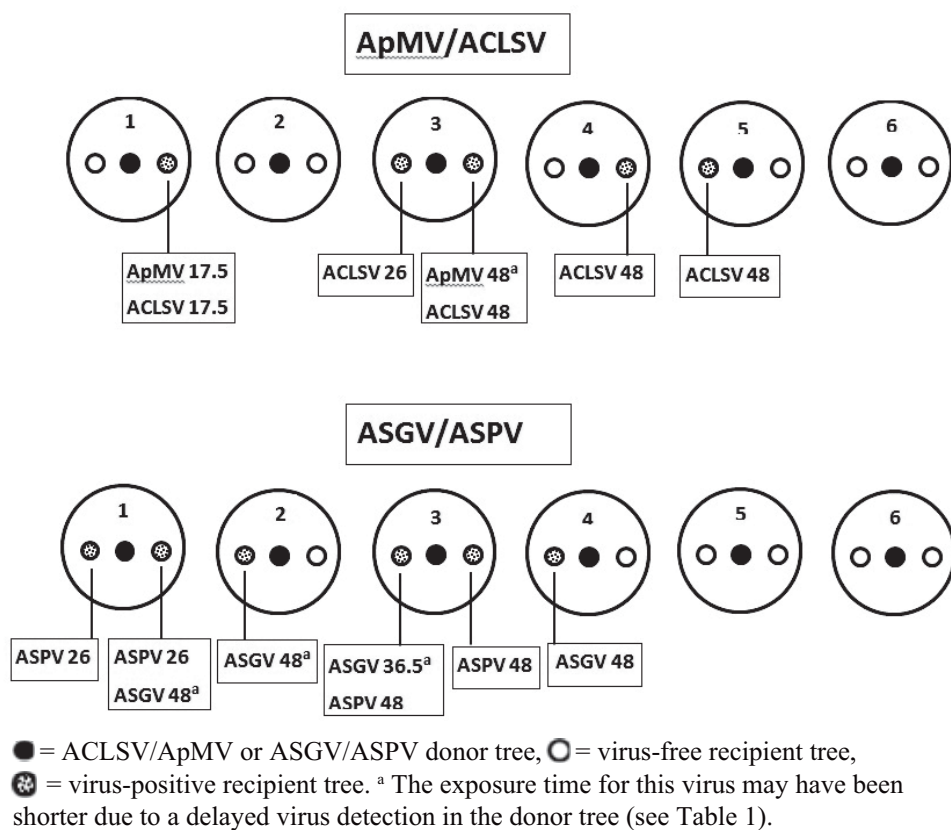 ApMV/ACLSV
1 2 3 4 5 6
ApMV 17.5
ACLSV 17.5
ACLSV 26
ApMV 48ᵃ
ACLSV 48
ACLSV 48
ACLSV 48
ASGV/ASPV
1 2 3 4 5 6
ASPV 26
ASPV 26
ASGV 48ᵃ
ASGV 48ᵃ
ASGV 36.5ᵃ
ASPV 48
ASPV 48
ASGV 48
= ACLSV/ApMV or ASGV/ASPV donor tree, = virus-free recipient tree,
= virus-positive recipient tree. ᵃ The exposure time for this virus may have been
shorter due to a delayed virus detection in the donor tree (see Table 1).